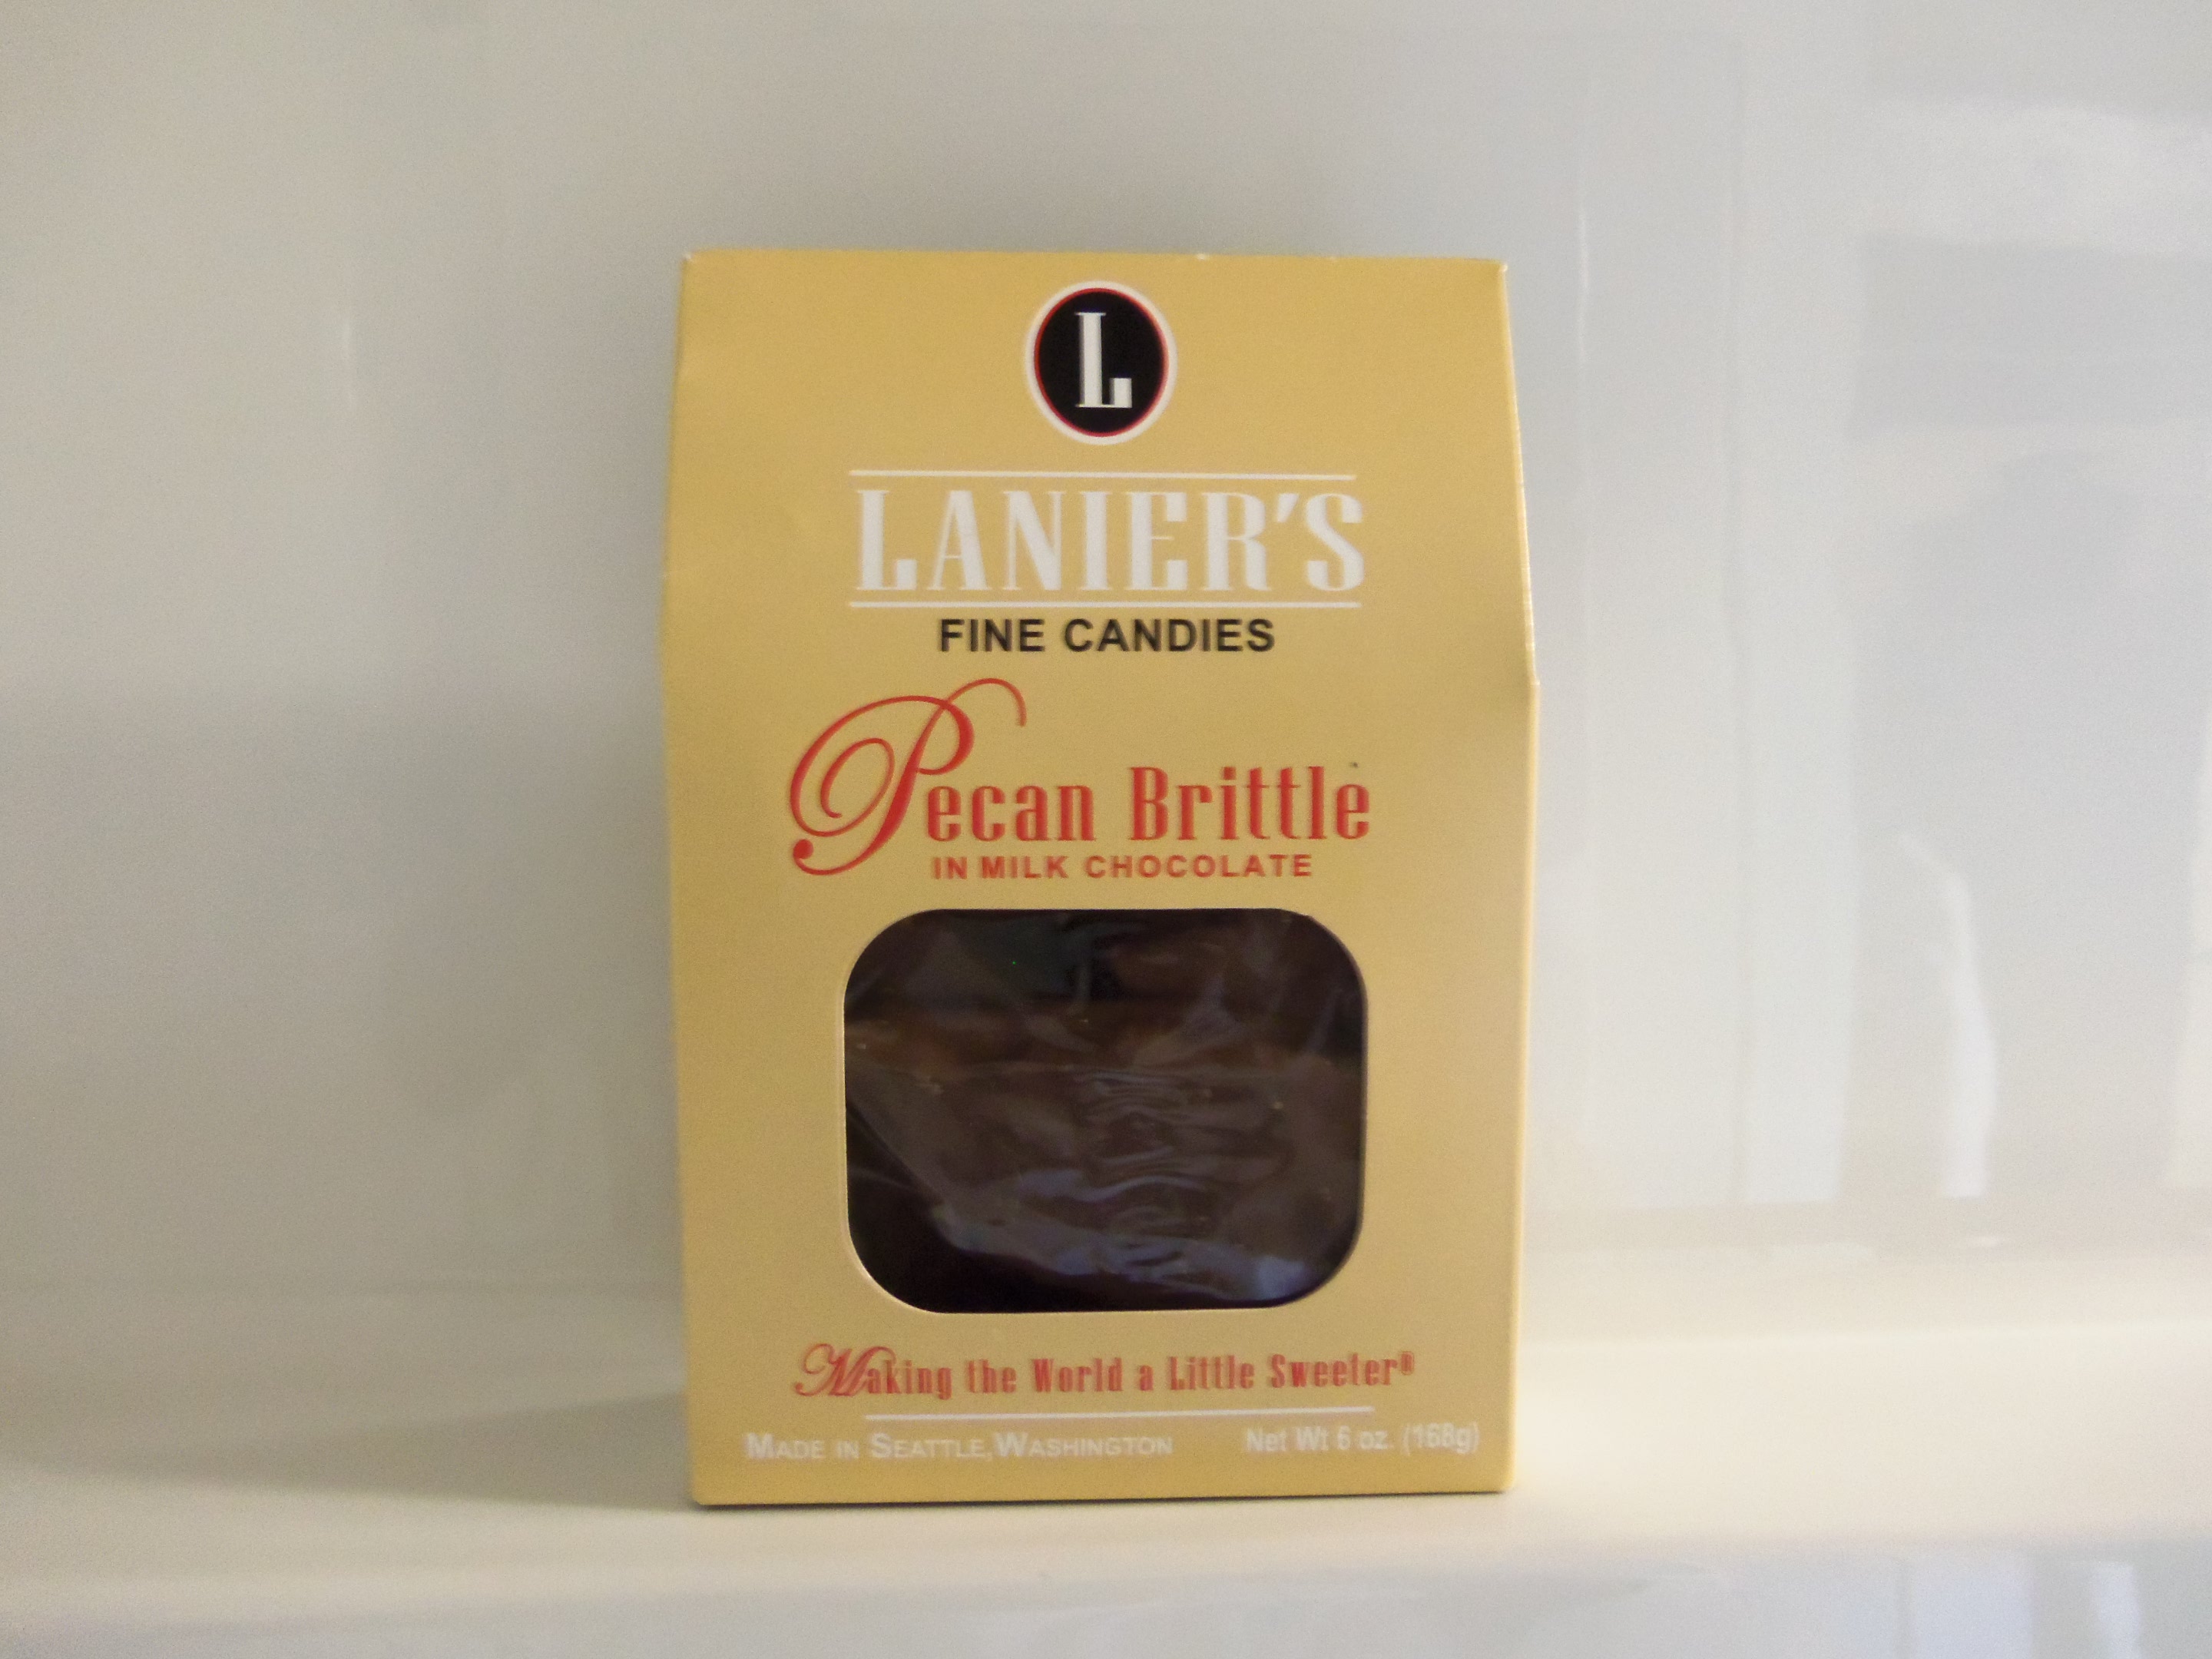 L
LANIER'S
FINE CANDIES
Pecan Brittle
IN MILK CHOCOLATE
Making the World a Little Sweeter®
MADE IN SEATTLE, WASHINGTON Net Wt 6 oz. (168g)